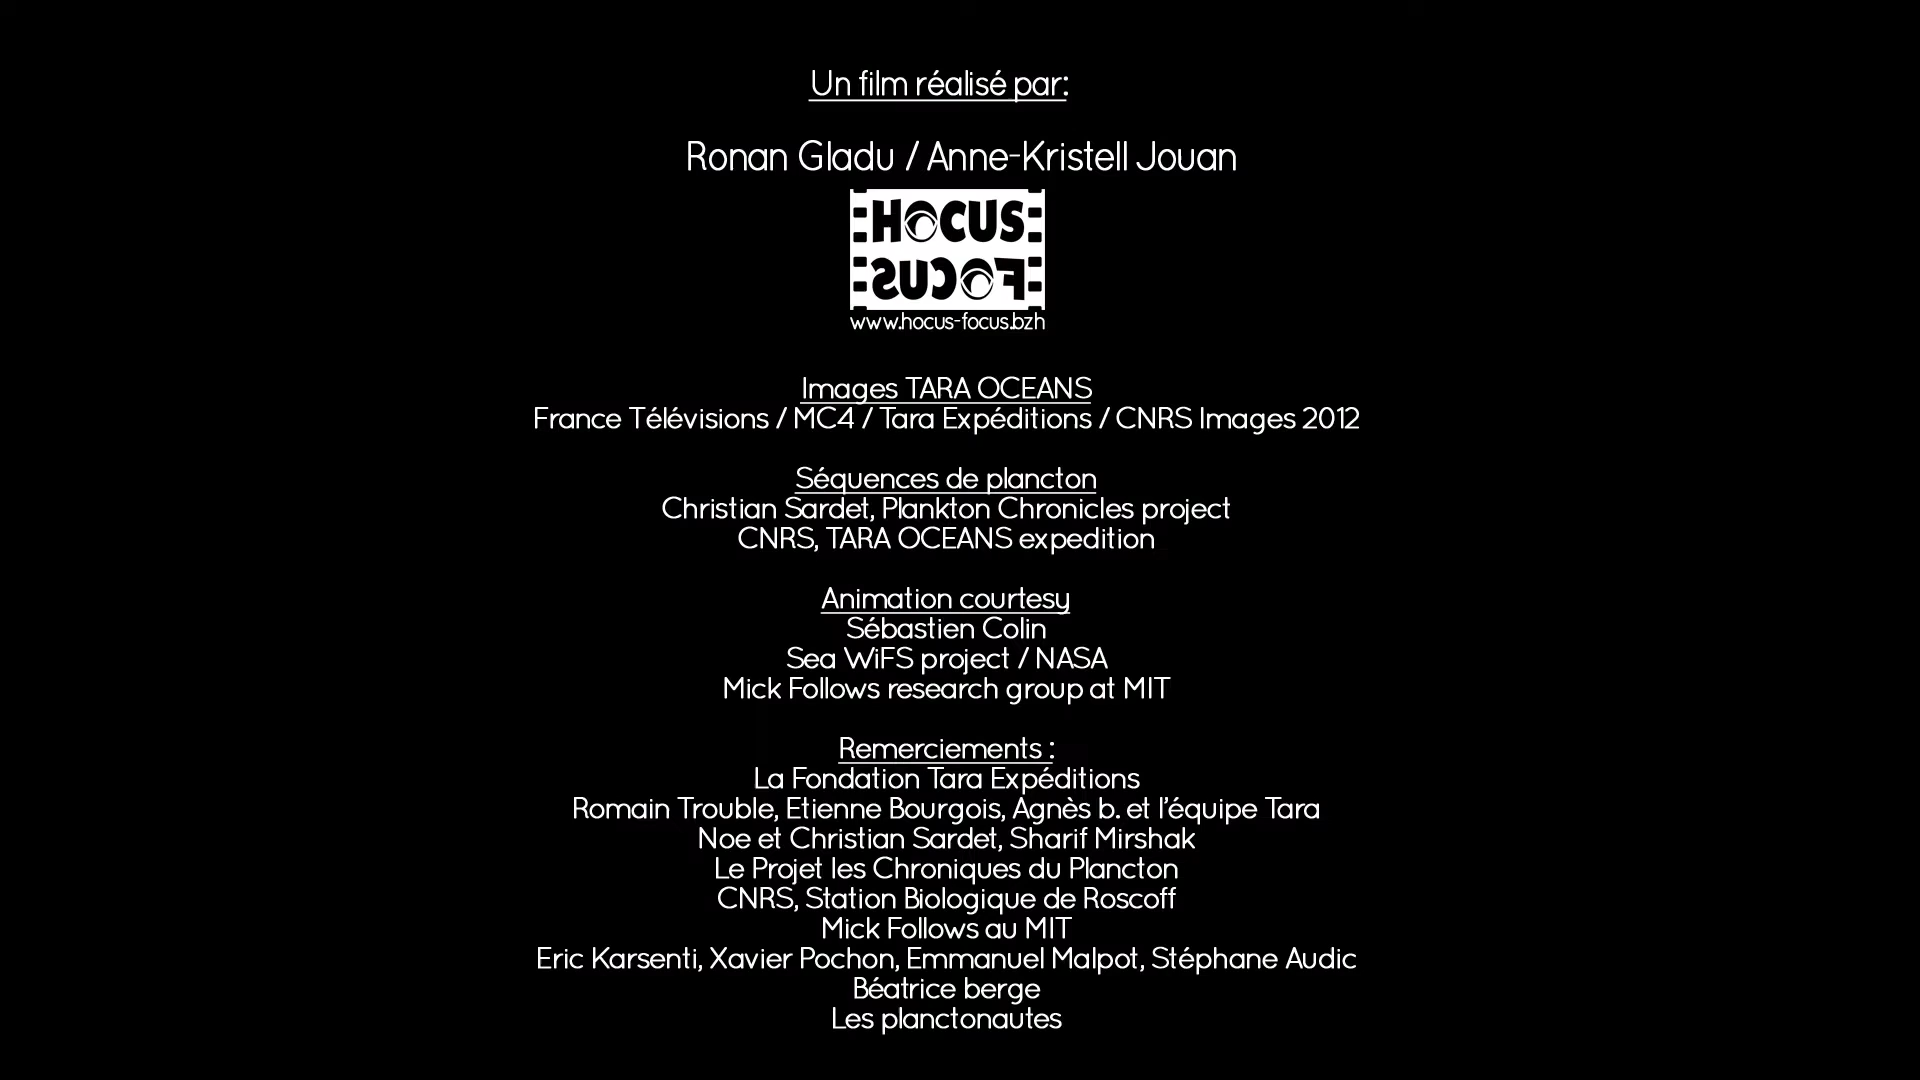 Un film réalisé par:
Ronan Gladu / Anne-Kristell Jouan
HOCUS
FOCUS
www.hocus-focus.bzh
Images TARA OCEANS
France Télévisions / MC4 / Tara Expéditions / CNRS Images 2012
Séquences de plancton
Christian Sardet, Plankton Chronicles project
CNRS, TARA OCEANS expedition
Animation courtesy
Sébastien Colin
Sea WiFS project / NASA
Mick Follows research group at MIT
Remerciements :
La Fondation Tara Expéditions
Romain Trouble, Etienne Bourgois, Agnès b. et l'équipe Tara
Noe et Christian Sardet, Sharif Mirshak
Le Projet les Chroniques du Plancton
CNRS, Station Biologique de Roscoff
Mick Follows au MIT
Eric Karsenti, Xavier Pochon, Emmanuel Malpot, Stéphane Audic
Béatrice berge
Les planctonautes